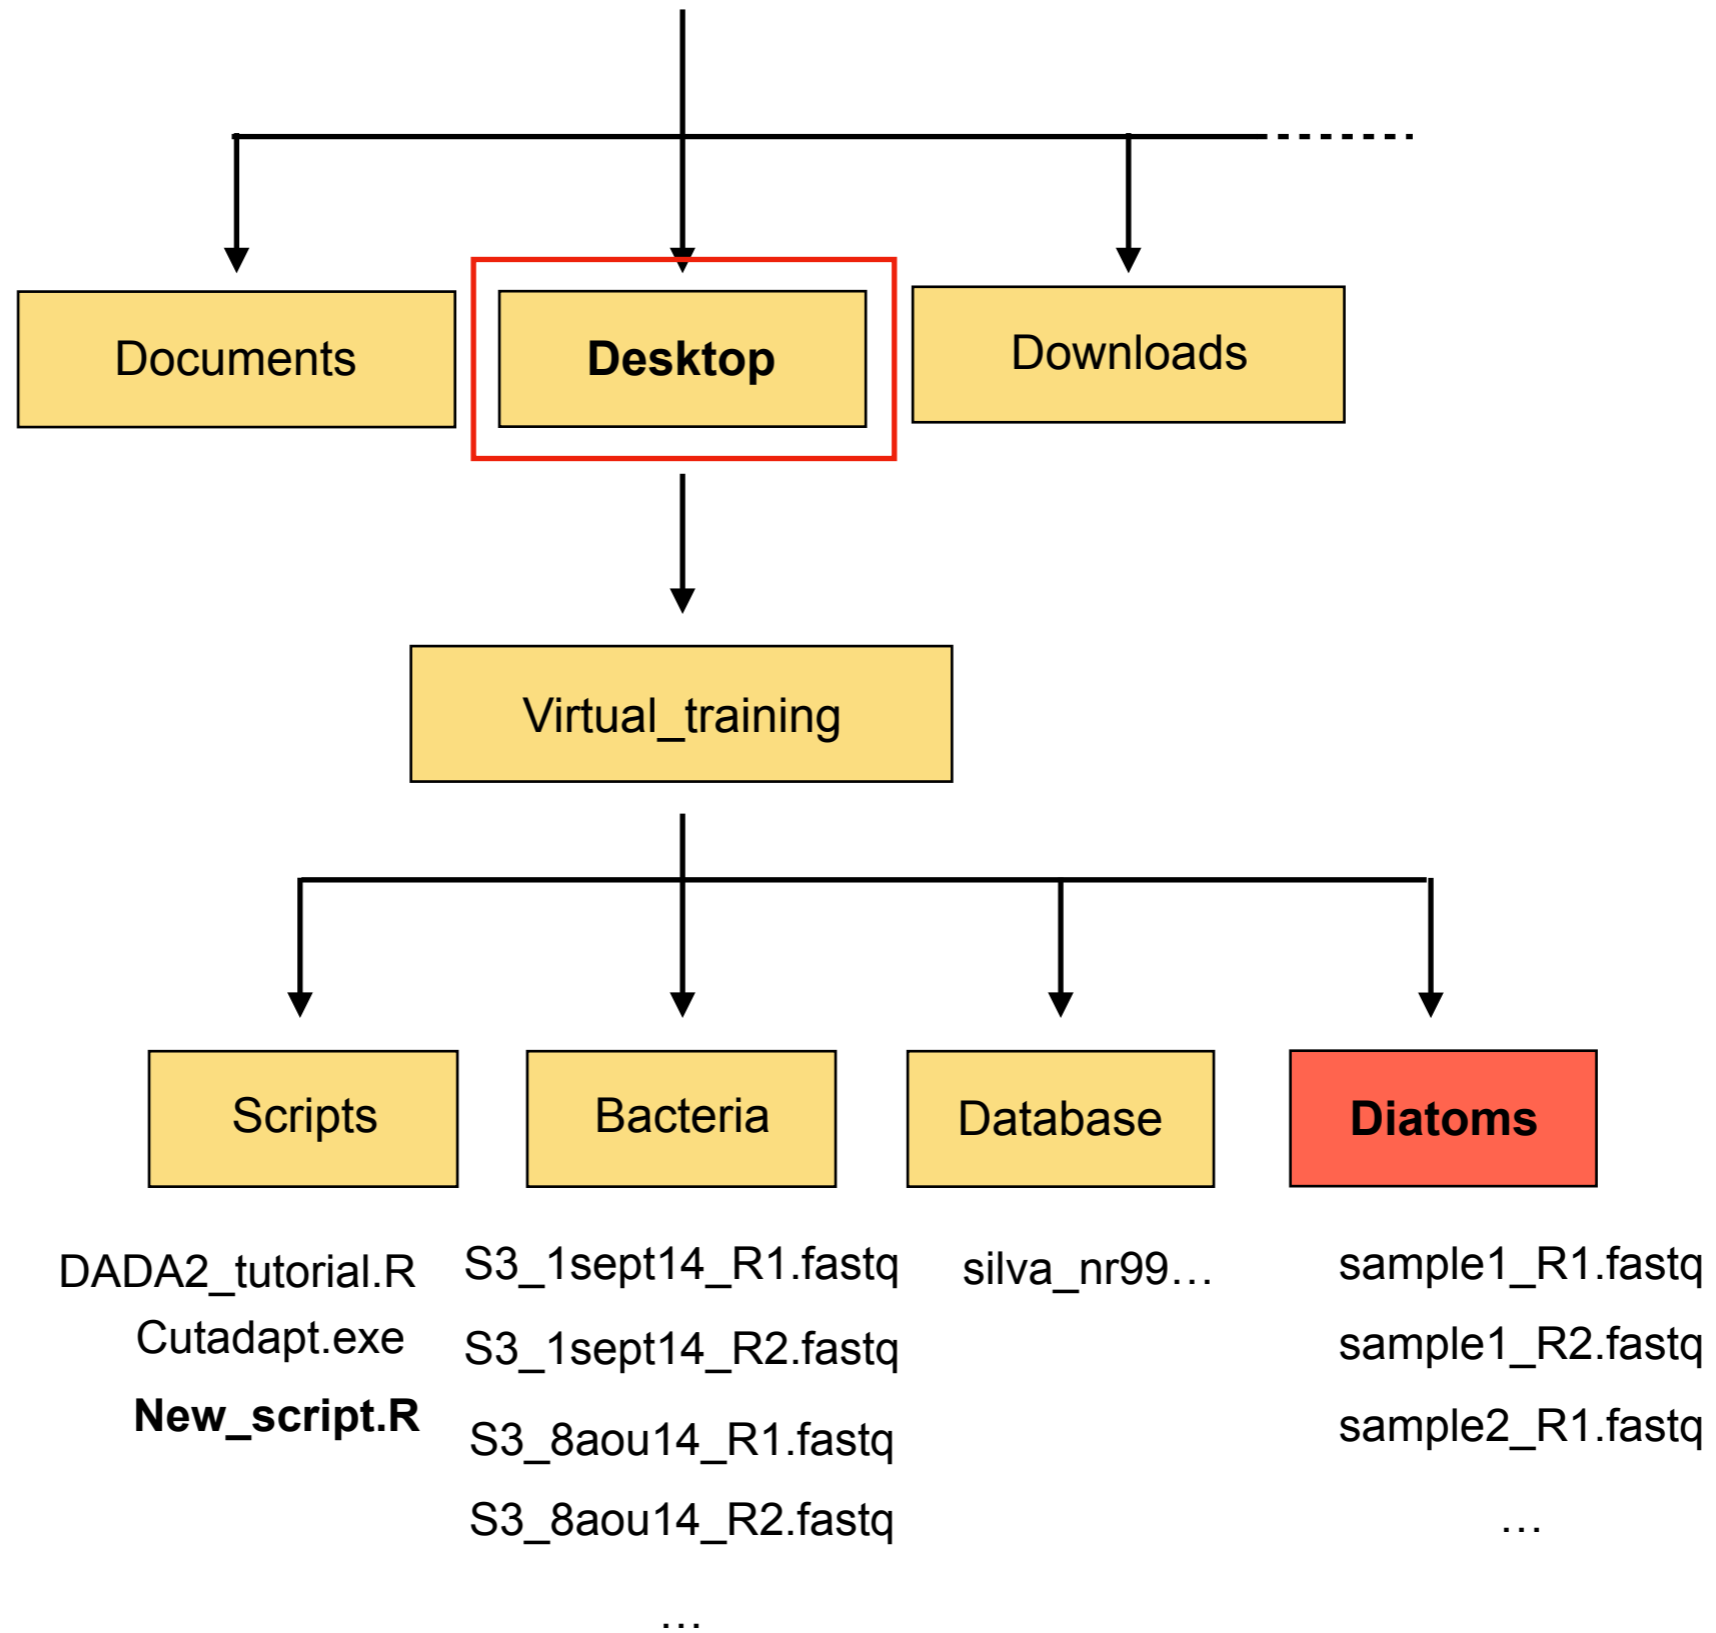 Documents
Desktop
Downloads
Virtual_training
Scripts
Bacteria
Database
Diatoms
DADA2_tutorial.R
Cutadapt.exe
New_script.R
S3_1sept14_R1.fastq
S3_1sept14_R2.fastq
S3_8aou14_R1.fastq
S3_8aou14_R2.fastq
…
silva_nr99…
sample1_R1.fastq
sample1_R2.fastq
sample2_R1.fastq
…